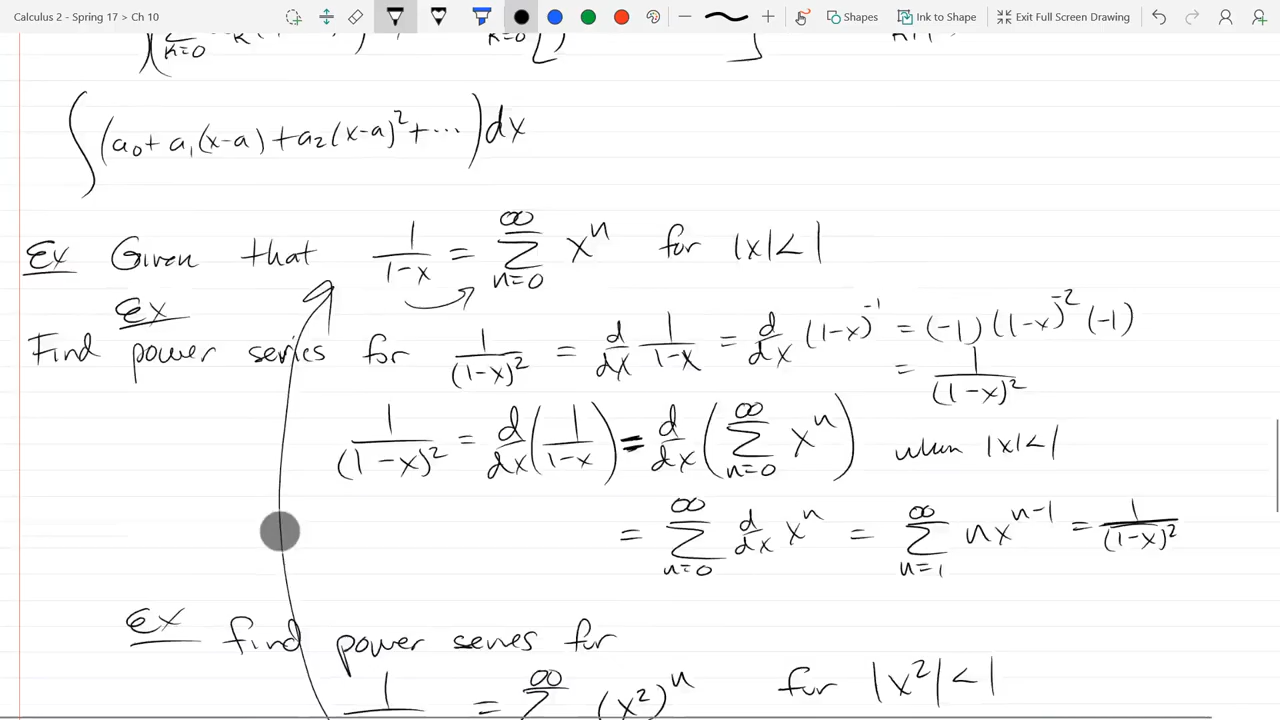 Calculus 2 - Spring 17 > Ch 10
Shapes
Ink to Shape
Exit Full Screen Drawing
k=0 k=0
∫(a₀+a₁(x-a)+a₂(x-a)²+⋯)dx
Ex Given that 1/(1-x) = ∑_{n=0}^{∞} xⁿ for |x|<1
Ex
Find power series for 1/(1-x)² = d/dx 1/(1-x) = d/dx (1-x)⁻¹ = (-1)(1-x)⁻²(-1)
= 1/(1-x)²
1/(1-x)² = d/dx(1/(1-x)) = d/dx(∑_{n=0}^{∞} xⁿ) when |x|<1
= ∑_{n=0}^{∞} d/dx xⁿ = ∑_{n=1}^{∞} nxⁿ⁻¹ = 1/(1-x)²
Ex find power series for
1 = ∑^{∞} (x²)ⁿ for |x²|<1